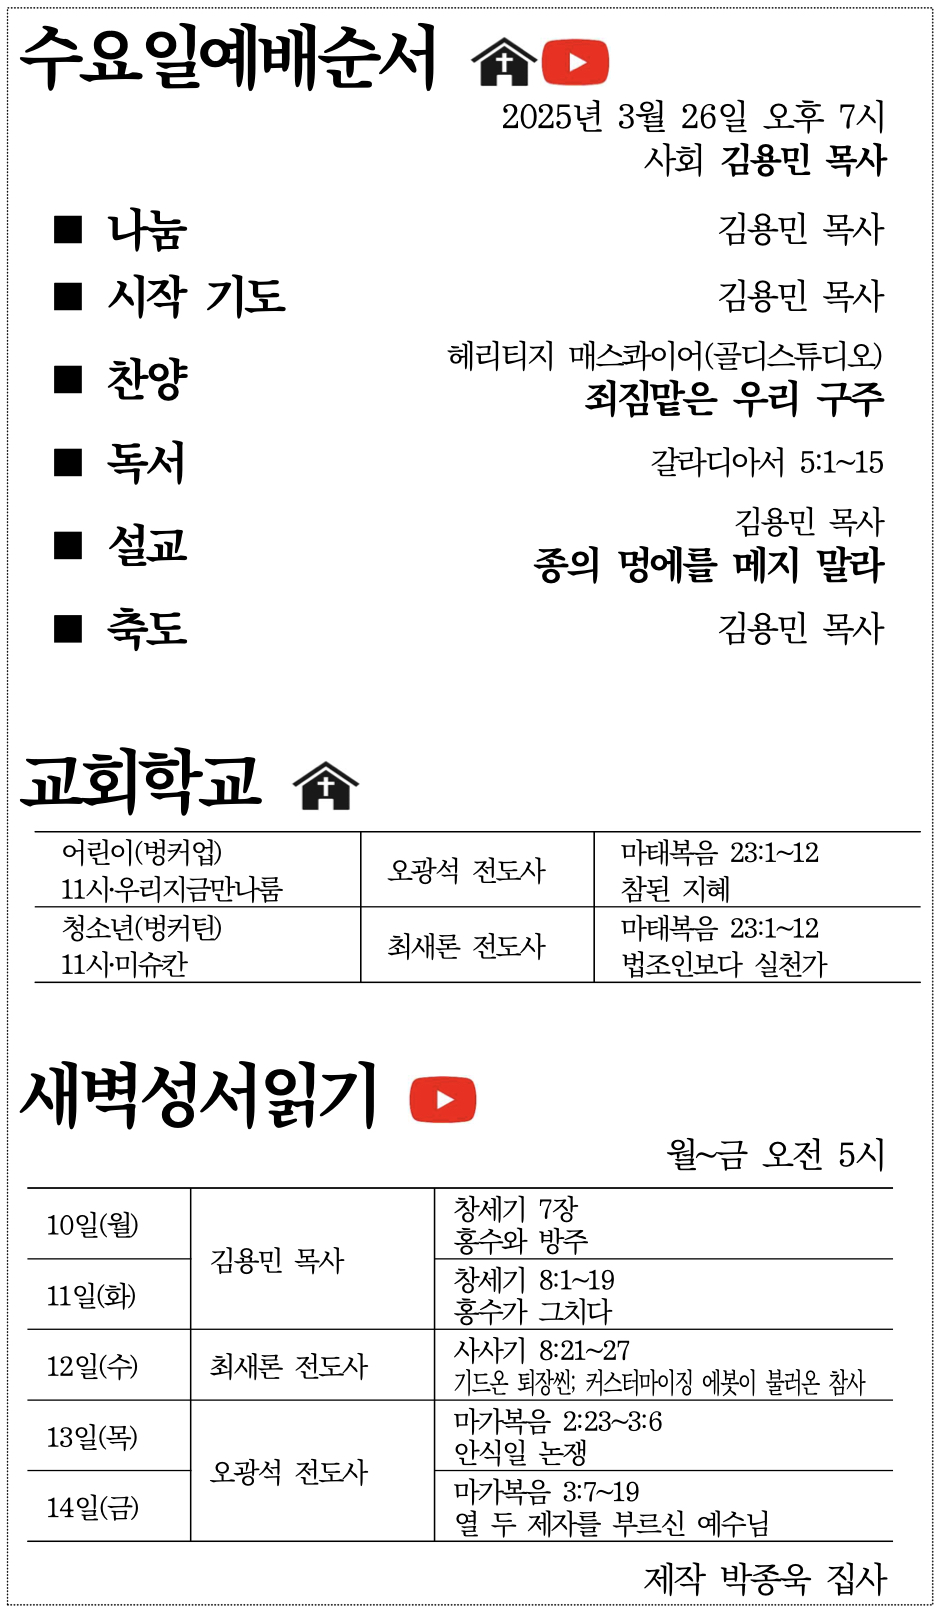 수요일예배순서
2025년 3월 26일 오후 7시
사회 김용민 목사
■ 나눔 김용민 목사
■ 시작 기도 김용민 목사
■ 찬양 헤리티지 매스콰이어(골디스튜디오)
죄짐맡은 우리 구주
■ 독서 갈라디아서 5:1~15
■ 설교 김용민 목사
종의 멍에를 메지 말라
■ 축도 김용민 목사
교회학교
어린이(벙커업)
11시·우리지금만나룸
오광석 전도사
마태복음 23:1~12
참된 지혜
청소년(벙커틴)
11시·미슈칸
최새론 전도사
마태복음 23:1~12
법조인보다 실천가
새벽성서읽기
월~금 오전 5시
10일(월)
김용민 목사
창세기 7장
홍수와 방주
11일(화)
창세기 8:1~19
홍수가 그치다
12일(수)
최새론 전도사
사사기 8:21~27
기드온 퇴장씬; 커스터마이징 에봇이 불러온 참사
13일(목)
오광석 전도사
마가복음 2:23~3:6
안식일 논쟁
14일(금)
마가복음 3:7~19
열 두 제자를 부르신 예수님
제작 박종욱 집사